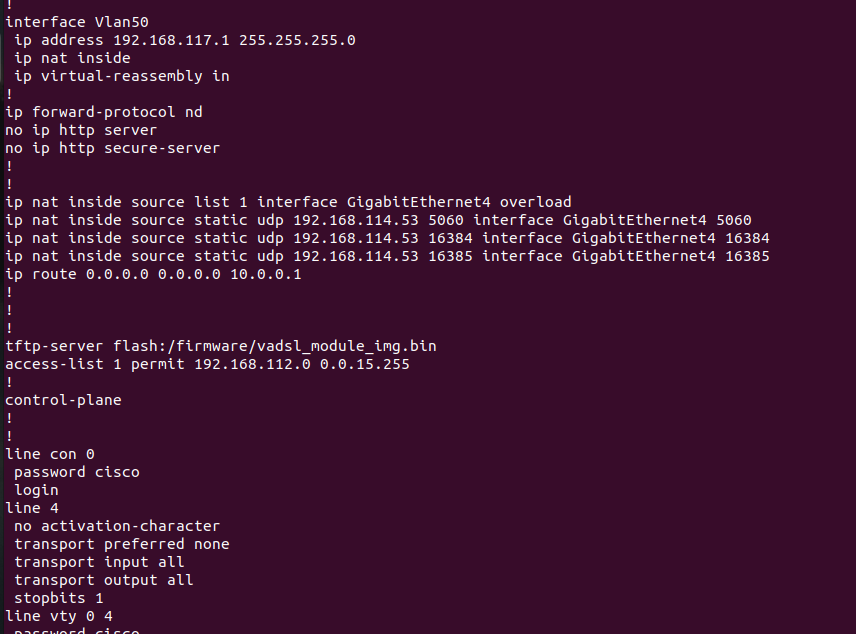 !
interface Vlan50
 ip address 192.168.117.1 255.255.255.0
 ip nat inside
 ip virtual-reassembly in
!
ip forward-protocol nd
no ip http server
no ip http secure-server
!
!
ip nat inside source list 1 interface GigabitEthernet4 overload
ip nat inside source static udp 192.168.114.53 5060 interface GigabitEthernet4 5060
ip nat inside source static udp 192.168.114.53 16384 interface GigabitEthernet4 16384
ip nat inside source static udp 192.168.114.53 16385 interface GigabitEthernet4 16385
ip route 0.0.0.0 0.0.0.0 10.0.0.1
!
!
!
tftp-server flash:/firmware/vadsl_module_img.bin
access-list 1 permit 192.168.112.0 0.0.15.255
!
control-plane
!
!
line con 0
 password cisco
 login
line 4
 no activation-character
 transport preferred none
 transport input all
 transport output all
 stopbits 1
line vty 0 4
 password cisco